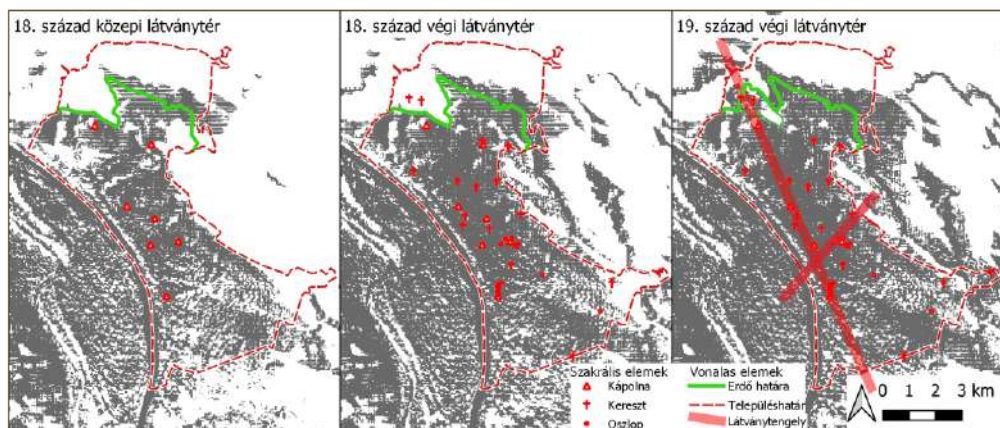 18. század közepi látványtér
18. század végi látványtér
19. század végi látványtér
Szakrális elemek
Kápolna
Kereszt
Oszlop
Vonalas elemek
Erdő határa
Településhatár
Látványtengely
0 1 2 3 km